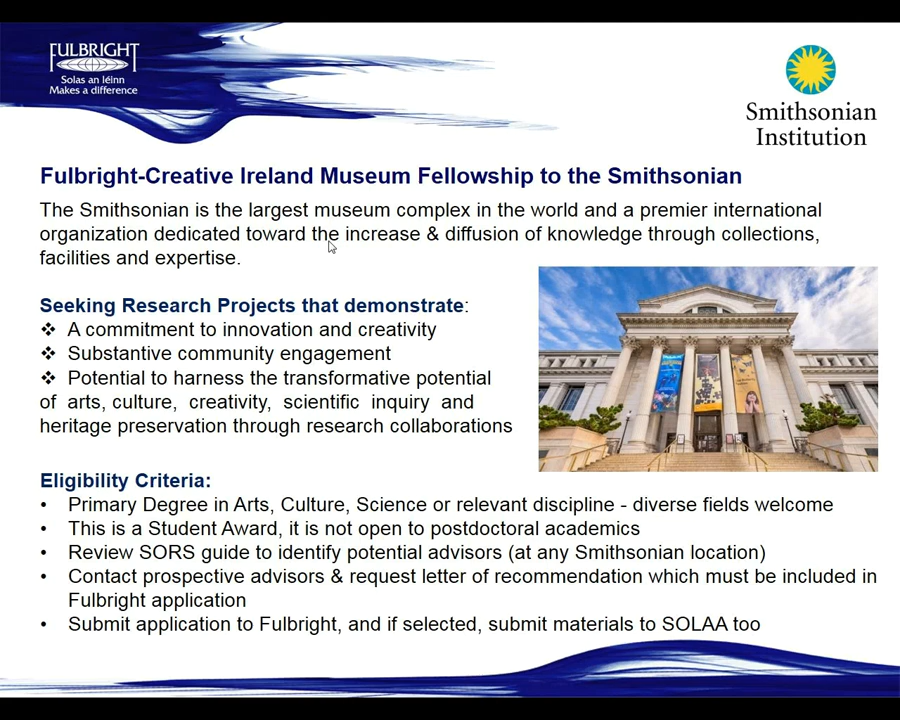 FULBRIGHT
Solas an léinn
Makes a difference
Smithsonian
Institution
Fulbright-Creative Ireland Museum Fellowship to the Smithsonian
The Smithsonian is the largest museum complex in the world and a premier international
organization dedicated toward the increase & diffusion of knowledge through collections,
facilities and expertise.
Seeking Research Projects that demonstrate:
❖ A commitment to innovation and creativity
❖ Substantive community engagement
❖ Potential to harness the transformative potential
of arts, culture, creativity, scientific inquiry and
heritage preservation through research collaborations
Eligibility Criteria:
• Primary Degree in Arts, Culture, Science or relevant discipline - diverse fields welcome
• This is a Student Award, it is not open to postdoctoral academics
• Review SORS guide to identify potential advisors (at any Smithsonian location)
• Contact prospective advisors & request letter of recommendation which must be included in
Fulbright application
• Submit application to Fulbright, and if selected, submit materials to SOLAA too